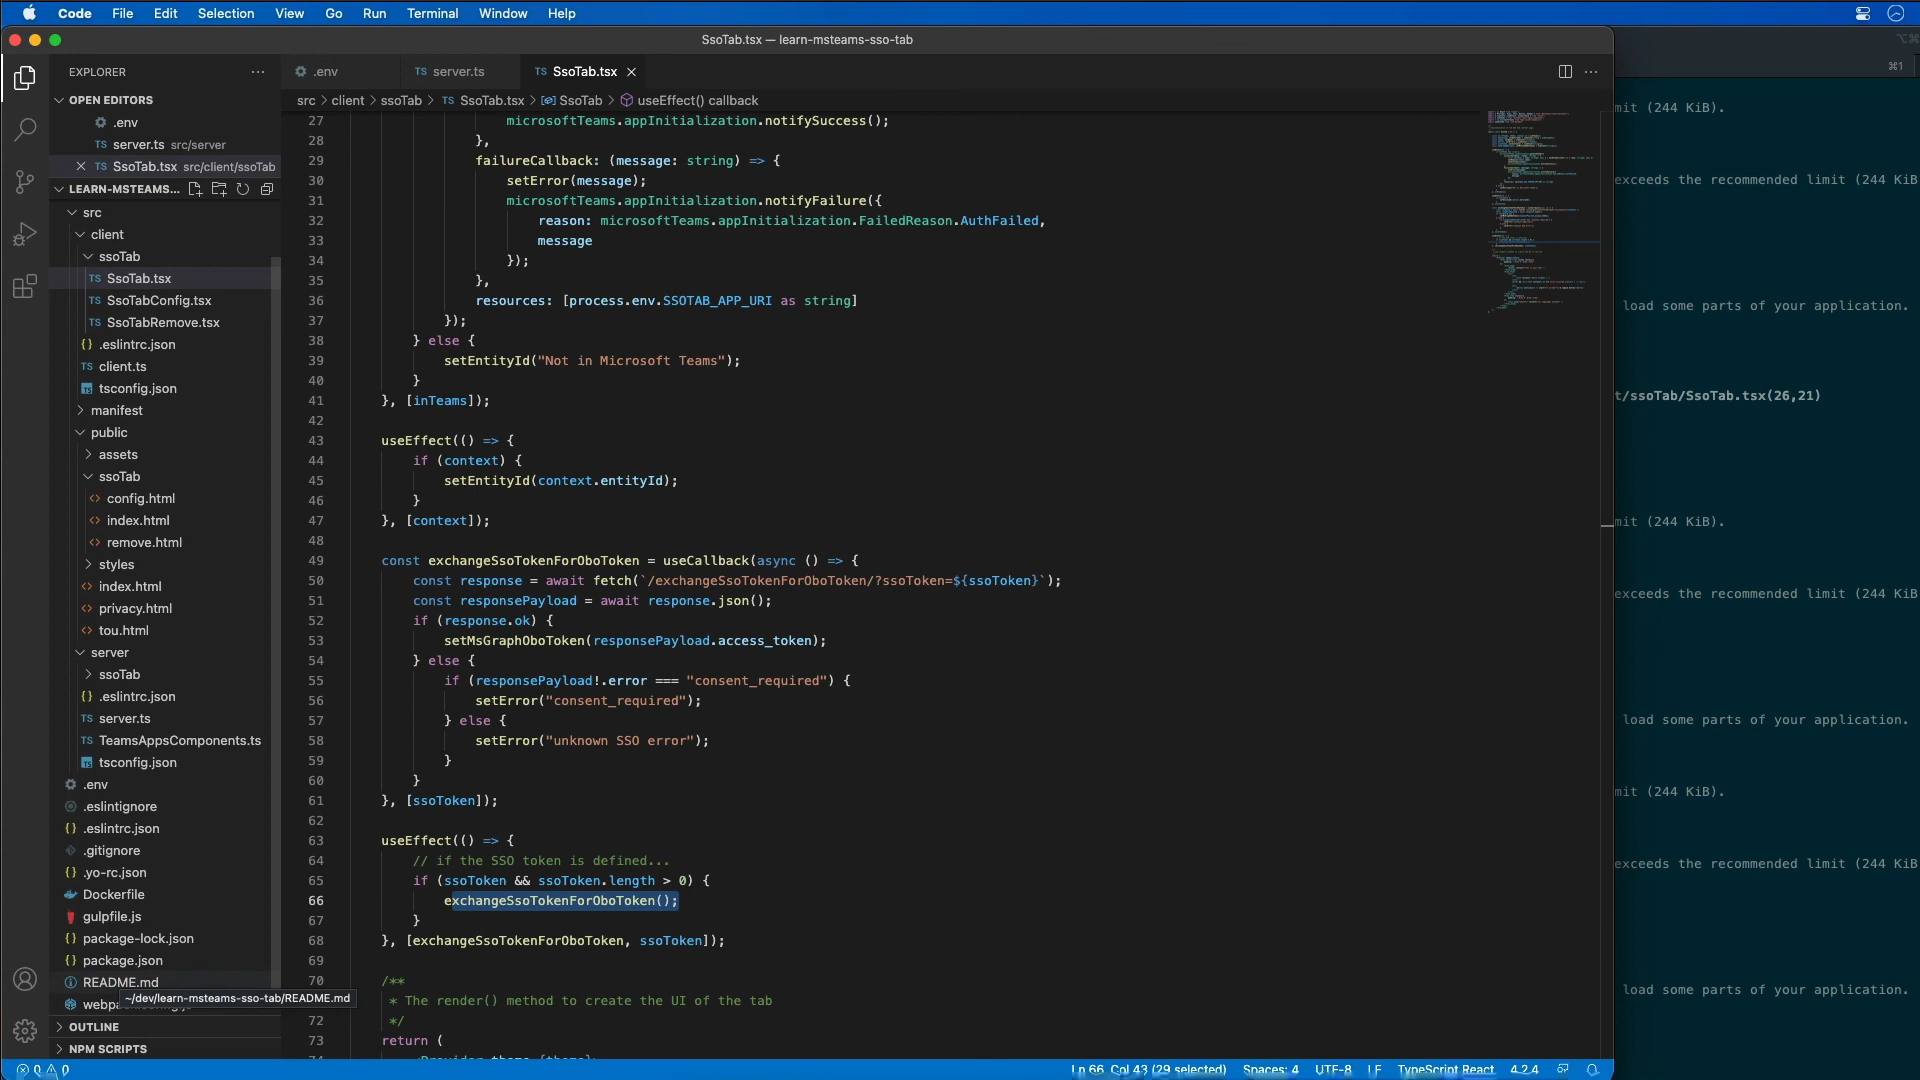 Code File Edit Selection View Go Run Terminal Window Help
SsoTab.tsx — learn-msteams-sso-tab
⌥⌘
⌘1
EXPLORER
.env
TS server.ts
TS SsoTab.tsx
OPEN EDITORS
.env
TS server.ts src/server
TS SsoTab.tsx src/client/ssoTab
LEARN-MSTEAMS...
src
client
ssoTab
TS SsoTab.tsx
TS SsoTabConfig.tsx
TS SsoTabRemove.tsx
{} .eslintrc.json
TS client.ts
tsconfig.json
manifest
public
assets
ssoTab
<> config.html
<> index.html
<> remove.html
styles
<> index.html
<> privacy.html
<> tou.html
server
ssoTab
{} .eslintrc.json
TS server.ts
TS TeamsAppsComponents.ts
tsconfig.json
.env
.eslintignore
{} .eslintrc.json
.gitignore
{} .yo-rc.json
Dockerfile
gulpfile.js
{} package-lock.json
{} package.json
README.md
~/dev/learn-msteams-sso-tab/README.md
OUTLINE
NPM SCRIPTS
src > client > ssoTab > TS SsoTab.tsx > SsoTab > useEffect() callback
27 microsoftTeams.appInitialization.notifySuccess();
28 },
29 failureCallback: (message: string) => {
30 setError(message);
31 microsoftTeams.appInitialization.notifyFailure({
32 reason: microsoftTeams.appInitialization.FailedReason.AuthFailed,
33 message
34 });
35 },
36 resources: [process.env.SSOTAB_APP_URI as string]
37 });
38 } else {
39 setEntityId("Not in Microsoft Teams");
40 }
41 }, [inTeams]);
42
43 useEffect(() => {
44 if (context) {
45 setEntityId(context.entityId);
46 }
47 }, [context]);
48
49 const exchangeSsoTokenForOboToken = useCallback(async () => {
50 const response = await fetch(`/exchangeSsoTokenForOboToken/?ssoToken=${ssoToken}`);
51 const responsePayload = await response.json();
52 if (response.ok) {
53 setMsGraphOboToken(responsePayload.access_token);
54 } else {
55 if (responsePayload!.error === "consent_required") {
56 setError("consent_required");
57 } else {
58 setError("unknown SSO error");
59 }
60 }
61 }, [ssoToken]);
62
63 useEffect(() => {
64 // if the SSO token is defined...
65 if (ssoToken && ssoToken.length > 0) {
66 exchangeSsoTokenForOboToken();
67 }
68 }, [exchangeSsoTokenForOboToken, ssoToken]);
69
70 /**
* The render() method to create the UI of the tab
72 */
73 return (
mit (244 KiB).
exceeds the recommended limit (244 KiB
load some parts of your application.
t/ssoTab/SsoTab.tsx(26,21)
mit (244 KiB).
exceeds the recommended limit (244 KiB
load some parts of your application.
mit (244 KiB).
exceeds the recommended limit (244 KiB
load some parts of your application.
0 0
Ln 66, Col 43 (29 selected) Spaces: 4 UTF-8 LF TypeScript React 4.2.4